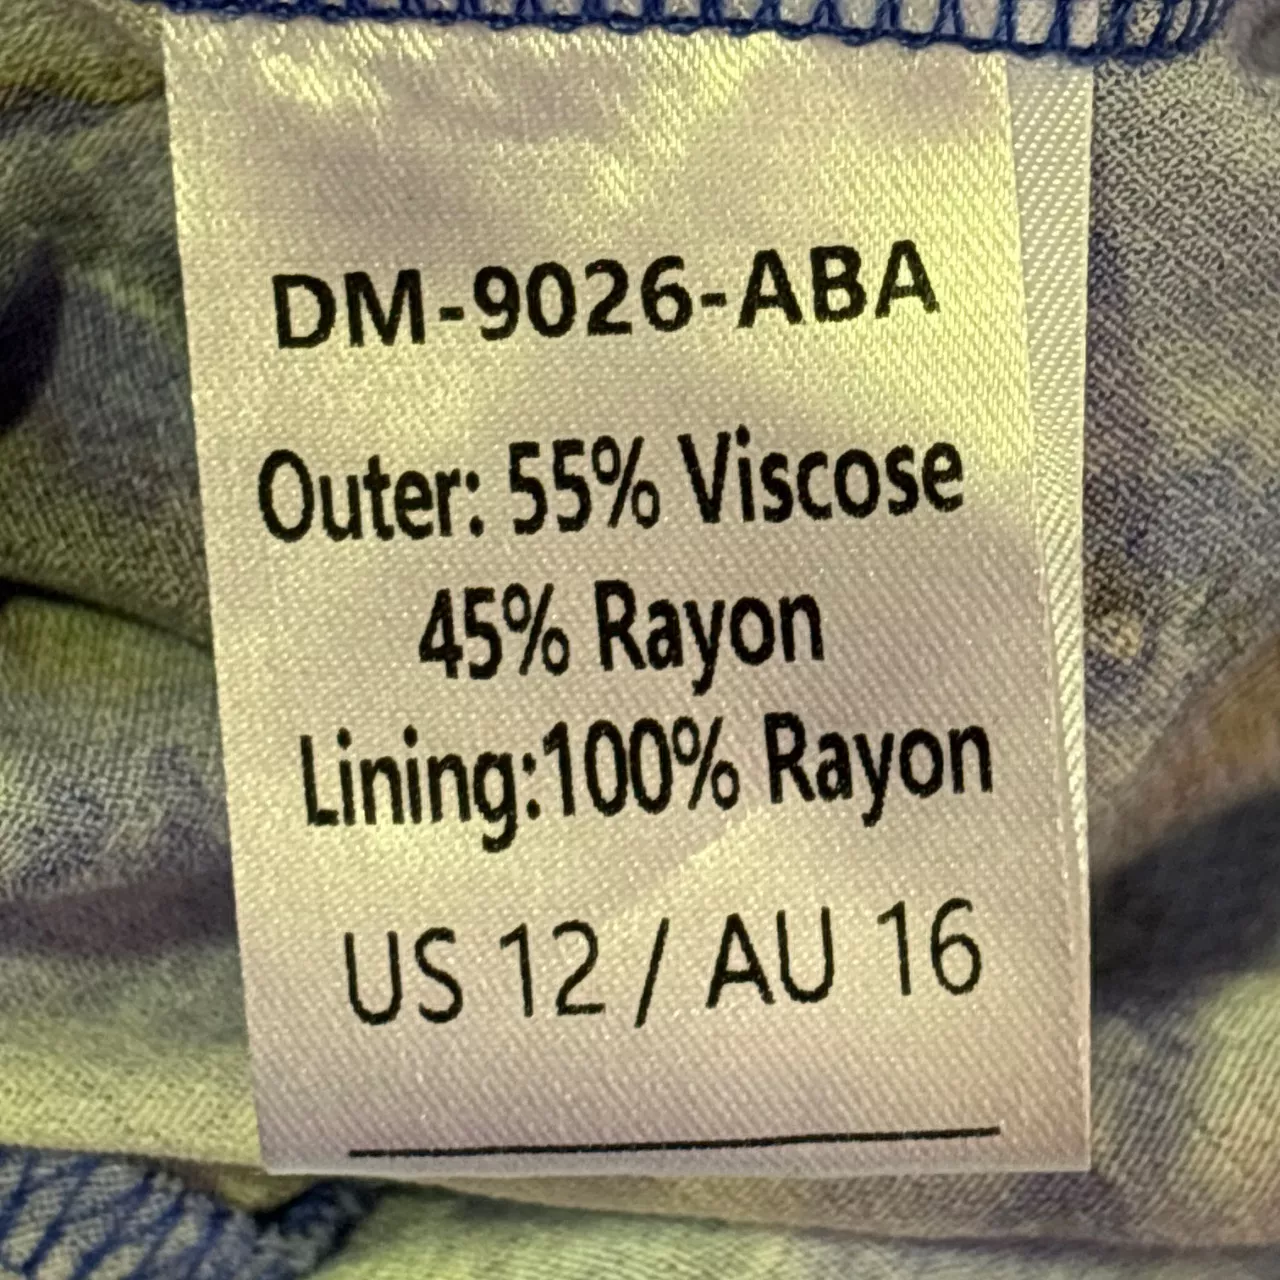 DM-9026-ABA
Outer: 55% Viscose
45% Rayon
Lining:100% Rayon
US 12 / AU 16